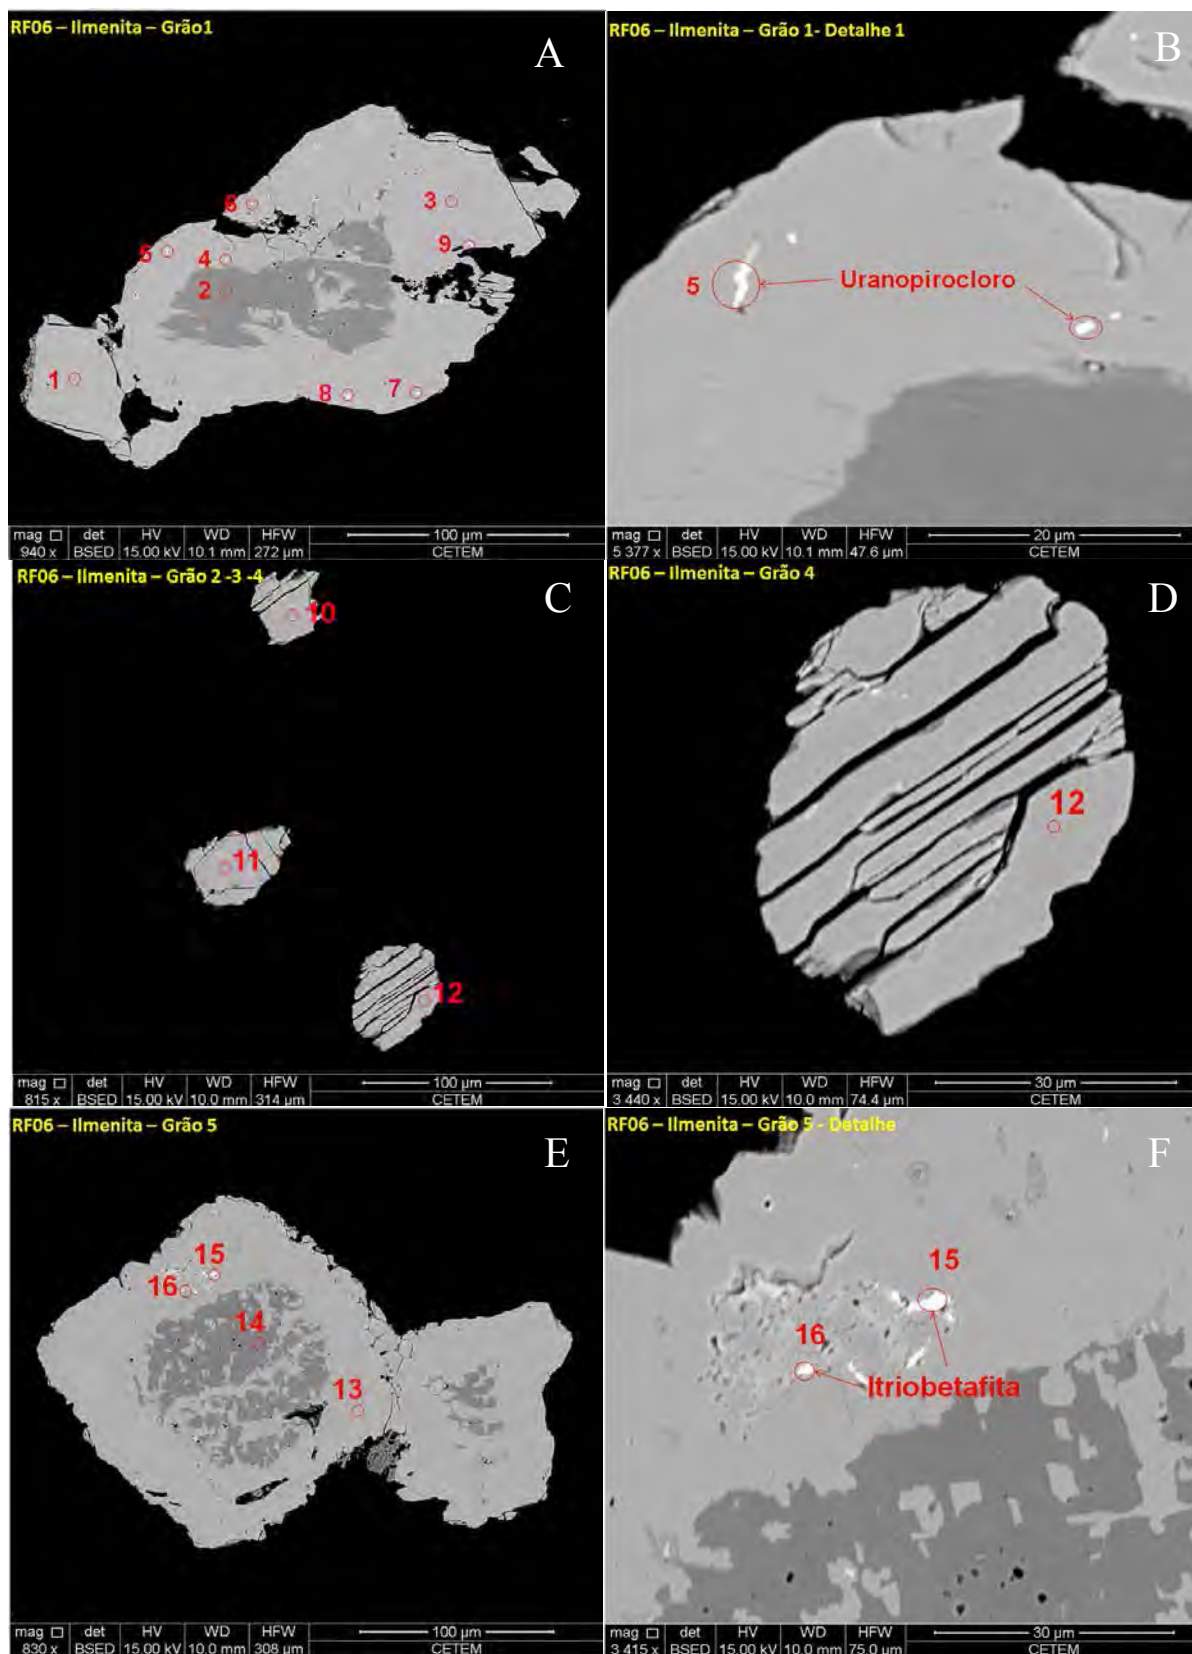 RF06 – Ilmenita – Grão1
A
6
3
5
4
9
2
1
8
7
mag □ det HV WD HFW
940 x BSED 15.00 kV 10.1 mm 272 µm
100 µm
CETEM
RF06 – Ilmenita – Grão 1- Detalhe 1
B
5
Uranopirocloro
mag □ det HV WD HFW
5 377 x BSED 15.00 kV 10.1 mm 47.6 µm
20 µm
CETEM
RF06 – Ilmenita – Grão 2 -3 -4
C
10
11
12
mag □ det HV WD HFW
815 x BSED 15.00 kV 10.0 mm 314 µm
100 µm
CETEM
RF06 – Ilmenita – Grão 4
D
12
mag □ det HV WD HFW
3 440 x BSED 15.00 kV 10.0 mm 74.4 µm
30 µm
CETEM
RF06 – Ilmenita – Grão 5
E
15
16
14
13
mag □ det HV WD HFW
830 x BSED 15.00 kV 10.0 mm 308 µm
100 µm
CETEM
RF06 – Ilmenita – Grão 5 - Detalhe
F
15
16
Itriobetafita
mag □ det HV WD HFW
3 415 x BSED 15.00 kV 10.0 mm 75.0 µm
30 µm
CETEM